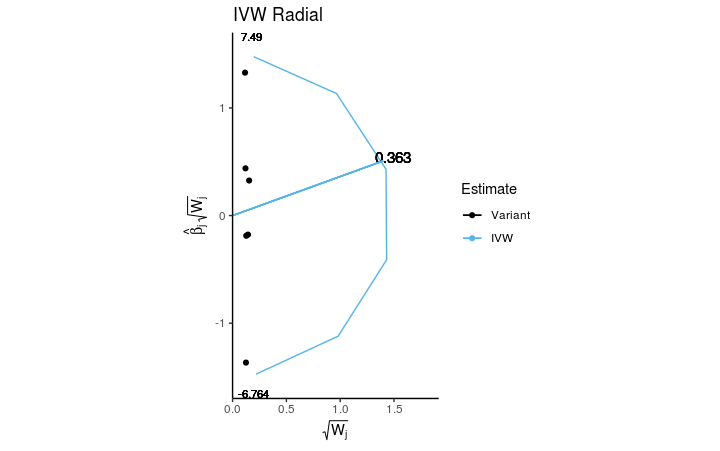 IVW Radial
7.49
1
0.363
0
-1
-6.764
0.0 0.5 1.0 1.5
√Wj
β̂j√Wj
Estimate
Variant
IVW